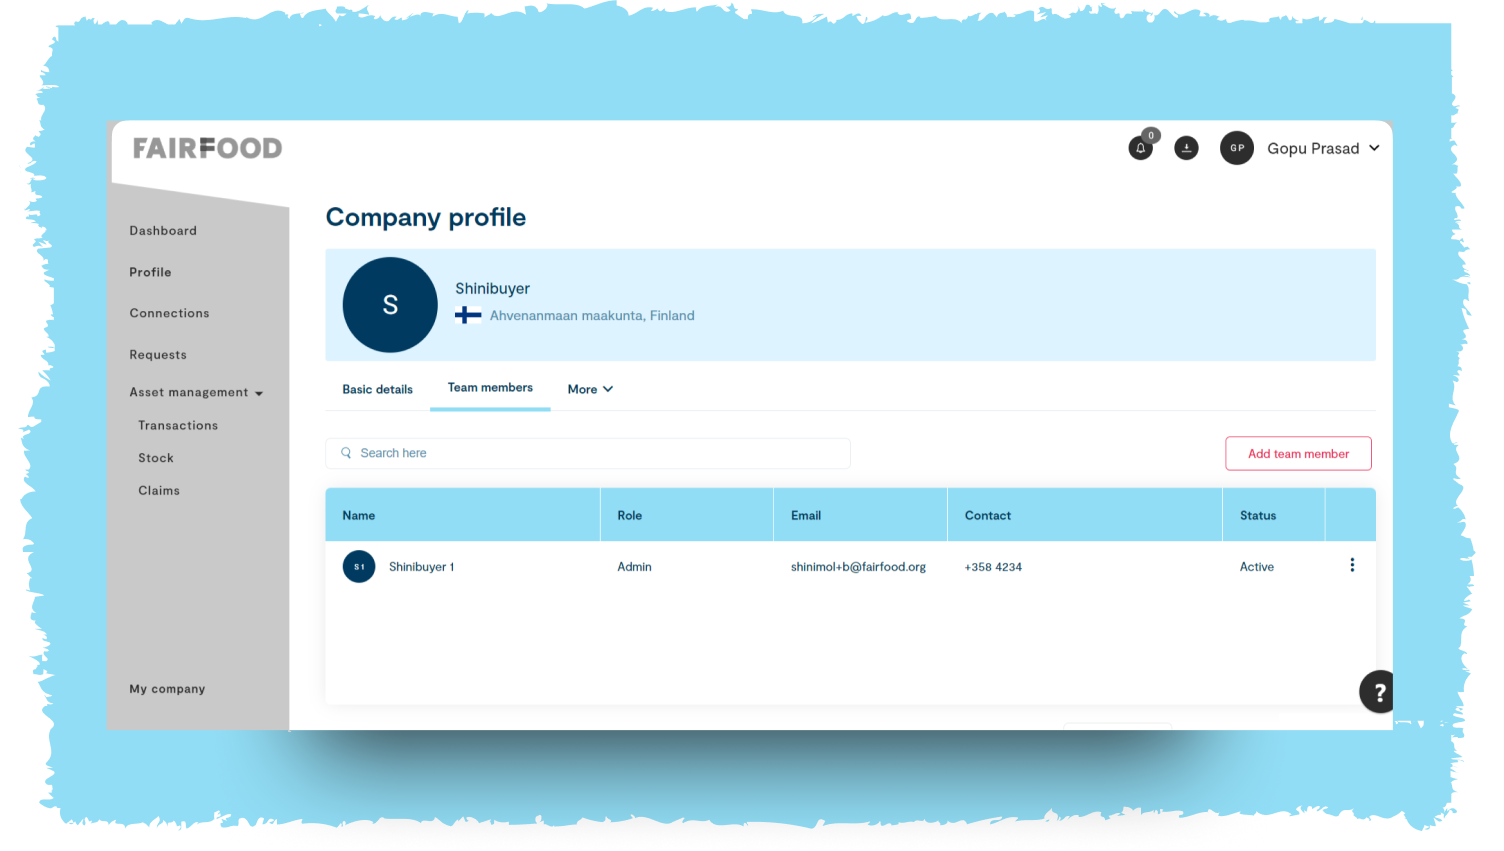 FAIRFOOD
0
GP
Gopu Prasad
Dashboard
Profile
Connections
Requests
Asset management
Transactions
Stock
Claims
My company
Company profile
S
Shinibuyer
Ahvenanmaan maakunta, Finland
Basic details
Team members
More
Search here
Add team member
Name Role Email Contact Status
S1 Shinibuyer 1 Admin shinimol+b@fairfood.org +358 4234 Active
?